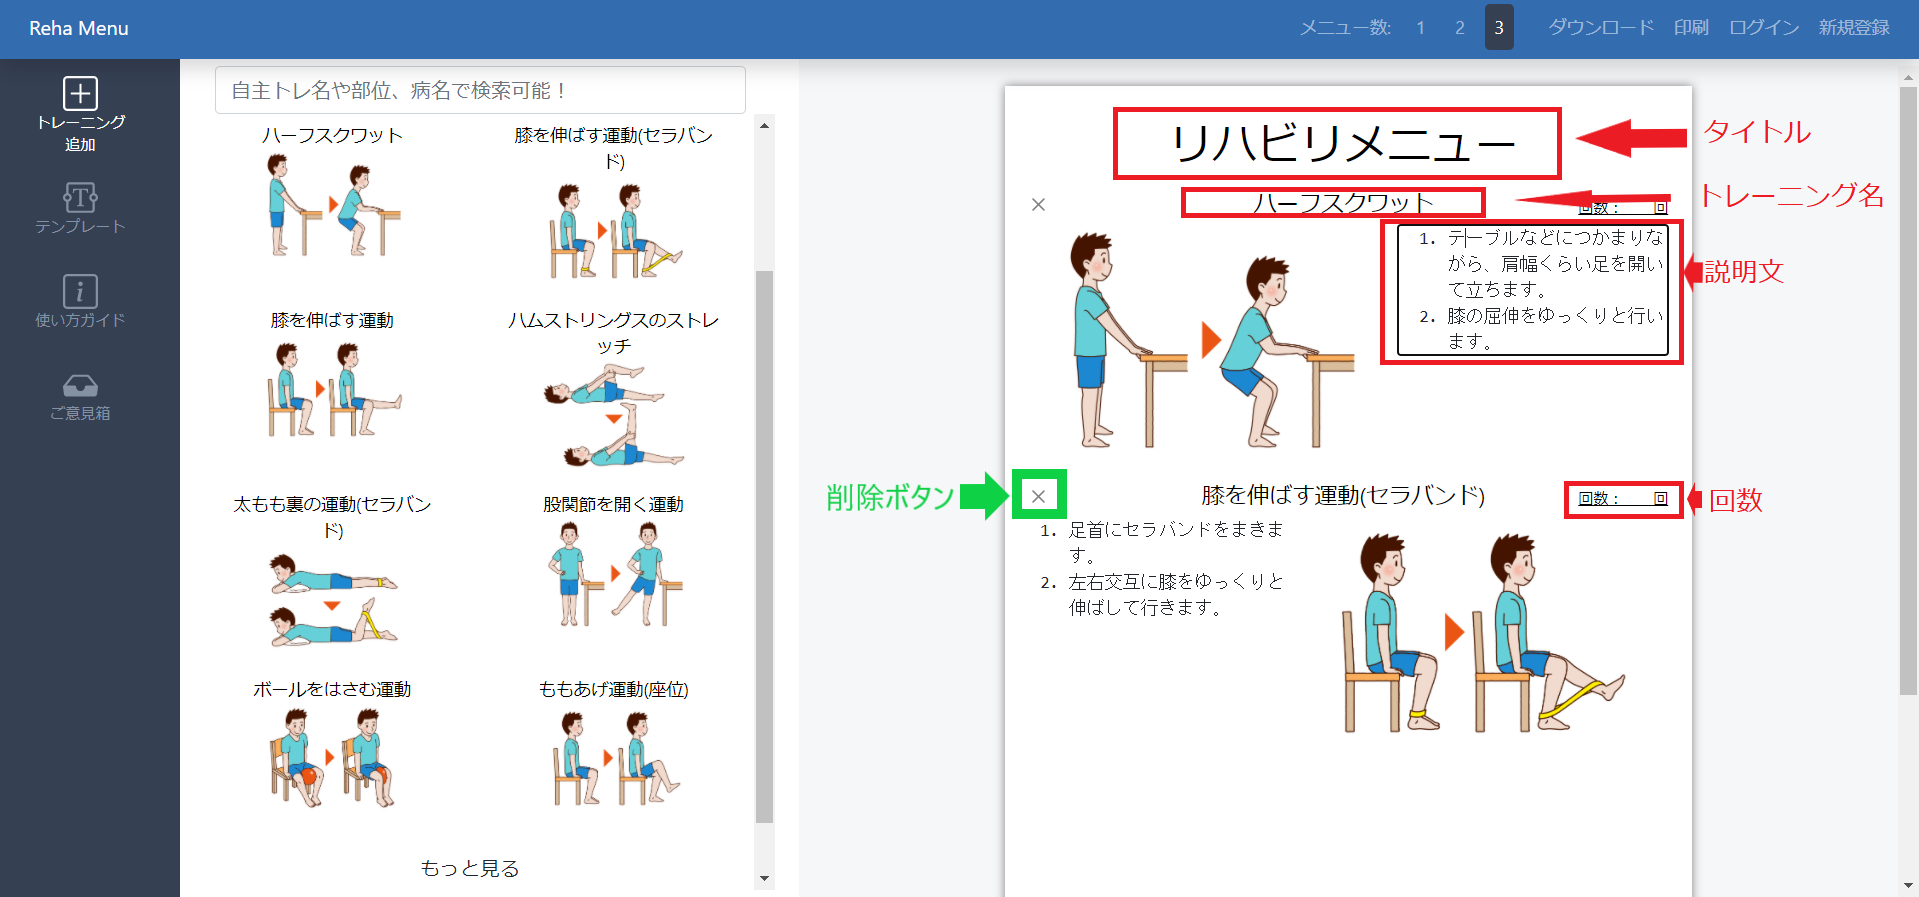 Reha Menu
メニュー数: 1 2 3 ダウンロード 印刷 ログイン 新規登録
トレーニング
追加
テンプレート
使い方ガイド
ご意見箱
自主トレ名や部位、病名で検索可能！
ハーフスクワット
膝を伸ばす運動(セラバン
ド)
膝を伸ばす運動
ハムストリングスのストレ
ッチ
太もも裏の運動(セラバン
ド)
股関節を開く運動
ボールをはさむ運動
ももあげ運動(座位)
もっと見る
リハビリメニュー
タイトル
ハーフスクワット
トレーニング名
回数： 回
1. テーブルなどにつかまりな
がら、肩幅くらい足を開い
て立ちます。
2. 膝の屈伸をゆっくりと行い
ます。
説明文
削除ボタン
膝を伸ばす運動(セラバンド)
回数： 回
回数
1. 足首にセラバンドをまきま
す。
2. 左右交互に膝をゆっくりと
伸ばして行きます。